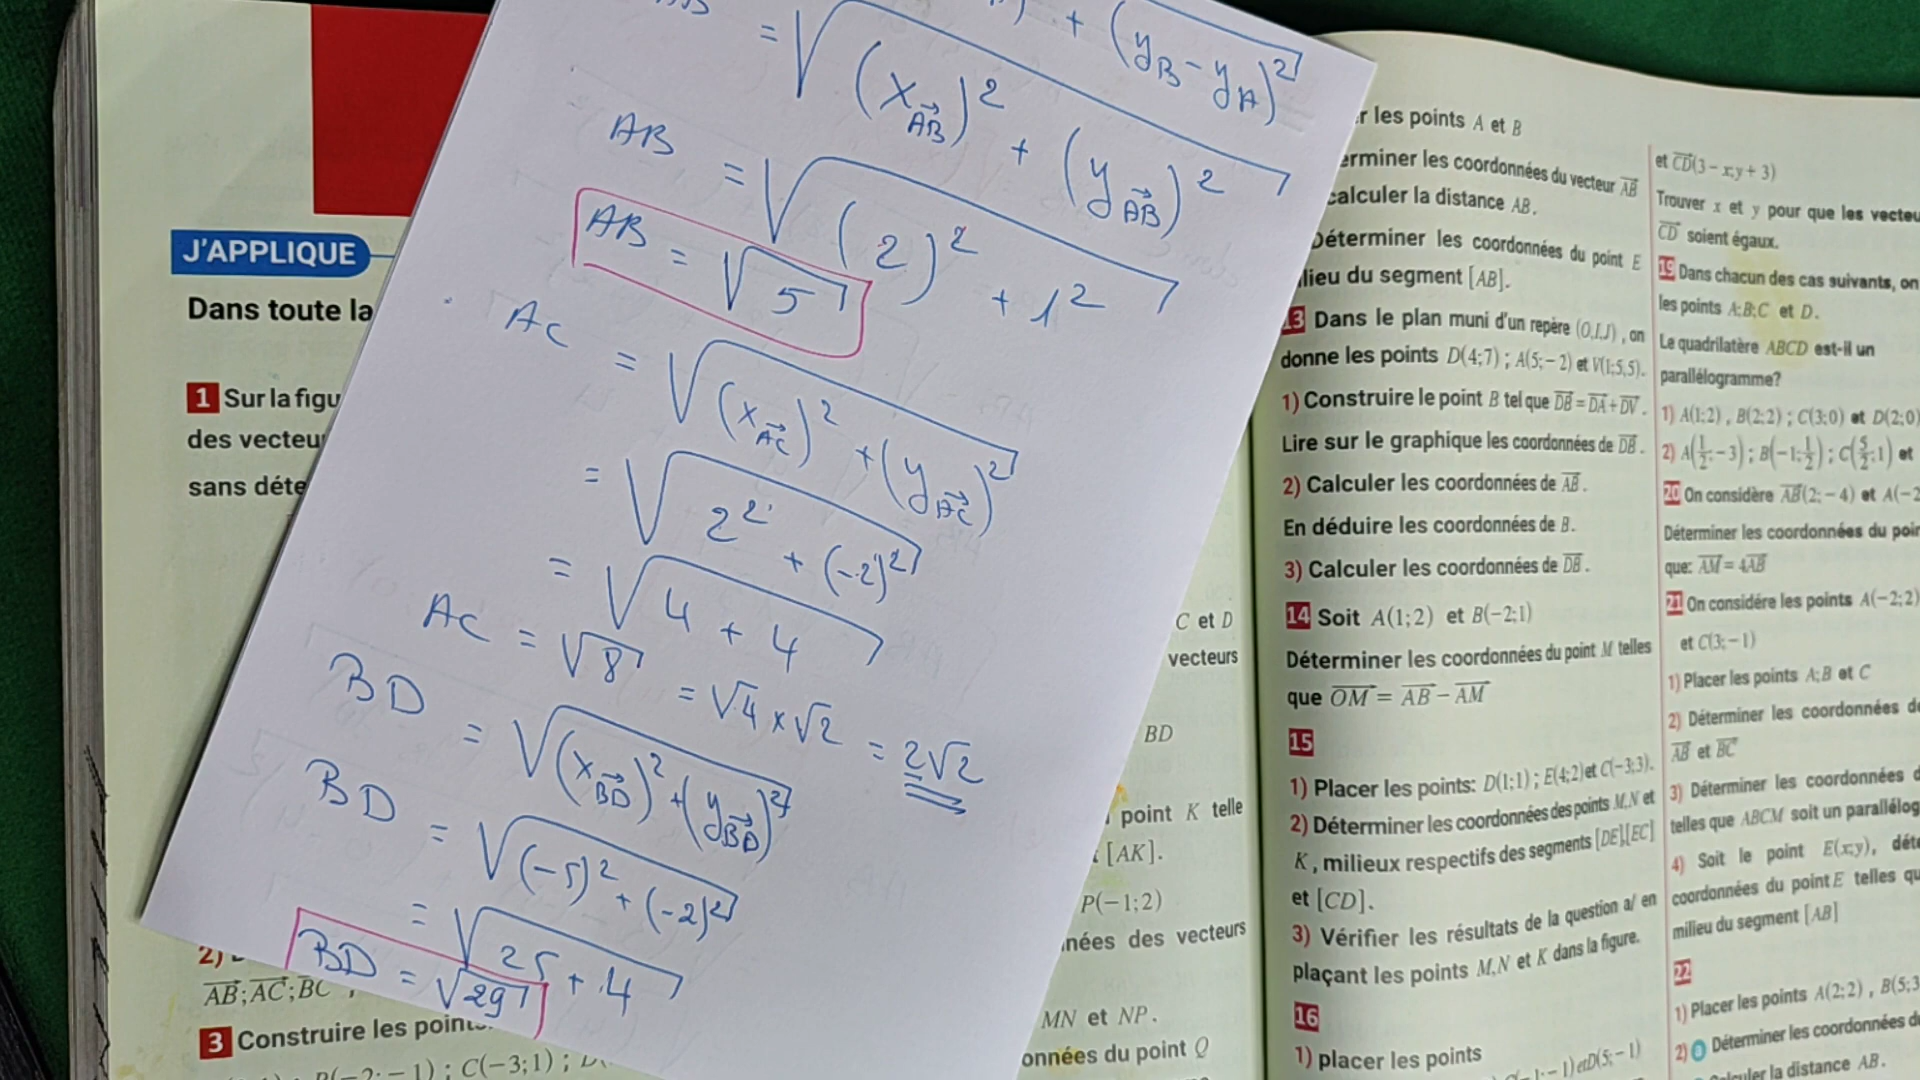 + (y_B - y_A)²
= √((x_AB→)² + (y_AB→)²)
AB = √((2)² + 1²)
AB = √5
AC = √((x_AC→)² + (y_AC→)²)
= √(2² + (-2)²)
= √(4 + 4)
AC = √8 = √4 × √2 = 2√2
BD = √((x_BD→)² + (y_BD→)²)
BD = √((-5)² + (-2)²)
= √(25 + 4)
BD = √29
J'APPLIQUE
Dans toute la
1 Sur la figu
des vecteu
sans déte
2)
AB→; AC→; BC
3 Construire les point
C(-3;1) ;
C et D
vecteurs
BD
point K telle
[AK].
P(-1;2)
nées des vecteurs
MN et NP.
onnées du point Q
r les points A et B
erminer les coordonnées du vecteur AB→
calculer la distance AB.
Déterminer les coordonnées du point E
lieu du segment [AB].
13 Dans le plan muni d'un repère (O,I,J), on
donne les points D(4;7) ; A(5;-2) et V(1;5,5).
1) Construire le point B tel que DB→ = DA→ + DV→.
Lire sur le graphique les coordonnées de DB→.
2) Calculer les coordonnées de AB→.
En déduire les coordonnées de B.
3) Calculer les coordonnées de DB→.
14 Soit A(1;2) et B(-2;1)
Déterminer les coordonnées du point M telles
que OM→ = AB→ - AM→
15
1) Placer les points: D(1;1) ; E(4;2) et C(-3;3).
2) Déterminer les coordonnées des points M,N et
K, milieux respectifs des segments [DE],[EC]
et [CD].
3) Vérifier les résultats de la question a/ en
plaçant les points M,N et K dans la figure.
16
1) placer les points
et D(5;-1)
et CD→(3-x;y+3)
Trouver x et y pour que les vecteu
CD→ soient égaux.
19 Dans chacun des cas suivants, on
les points A;B;C et D.
Le quadrilatère ABCD est-il un
parallélogramme?
1) A(1;2) , B(2;2) ; C(3;0) et D(2;0)
2) A(1/2;-3) ; B(-1;1/2) ; C(5/2;1) et
20 On considère AB→(2;-4) et A(-2
Déterminer les coordonnées du poin
que: AM→ = 4AB→
21 On considére les points A(-2;2)
et C(3;-1)
1) Placer les points A;B et C
2) Déterminer les coordonnées d
AB→ et BC→
3) Déterminer les coordonnées d
telles que ABCM soit un parallélog
4) Soit le point E(x;y), déte
coordonnées du point E telles qu
milieu du segment [AB]
22
1) Placer les points A(2;2) , B(5;3
2) a Déterminer les coordonnées d
calculer la distance AB.